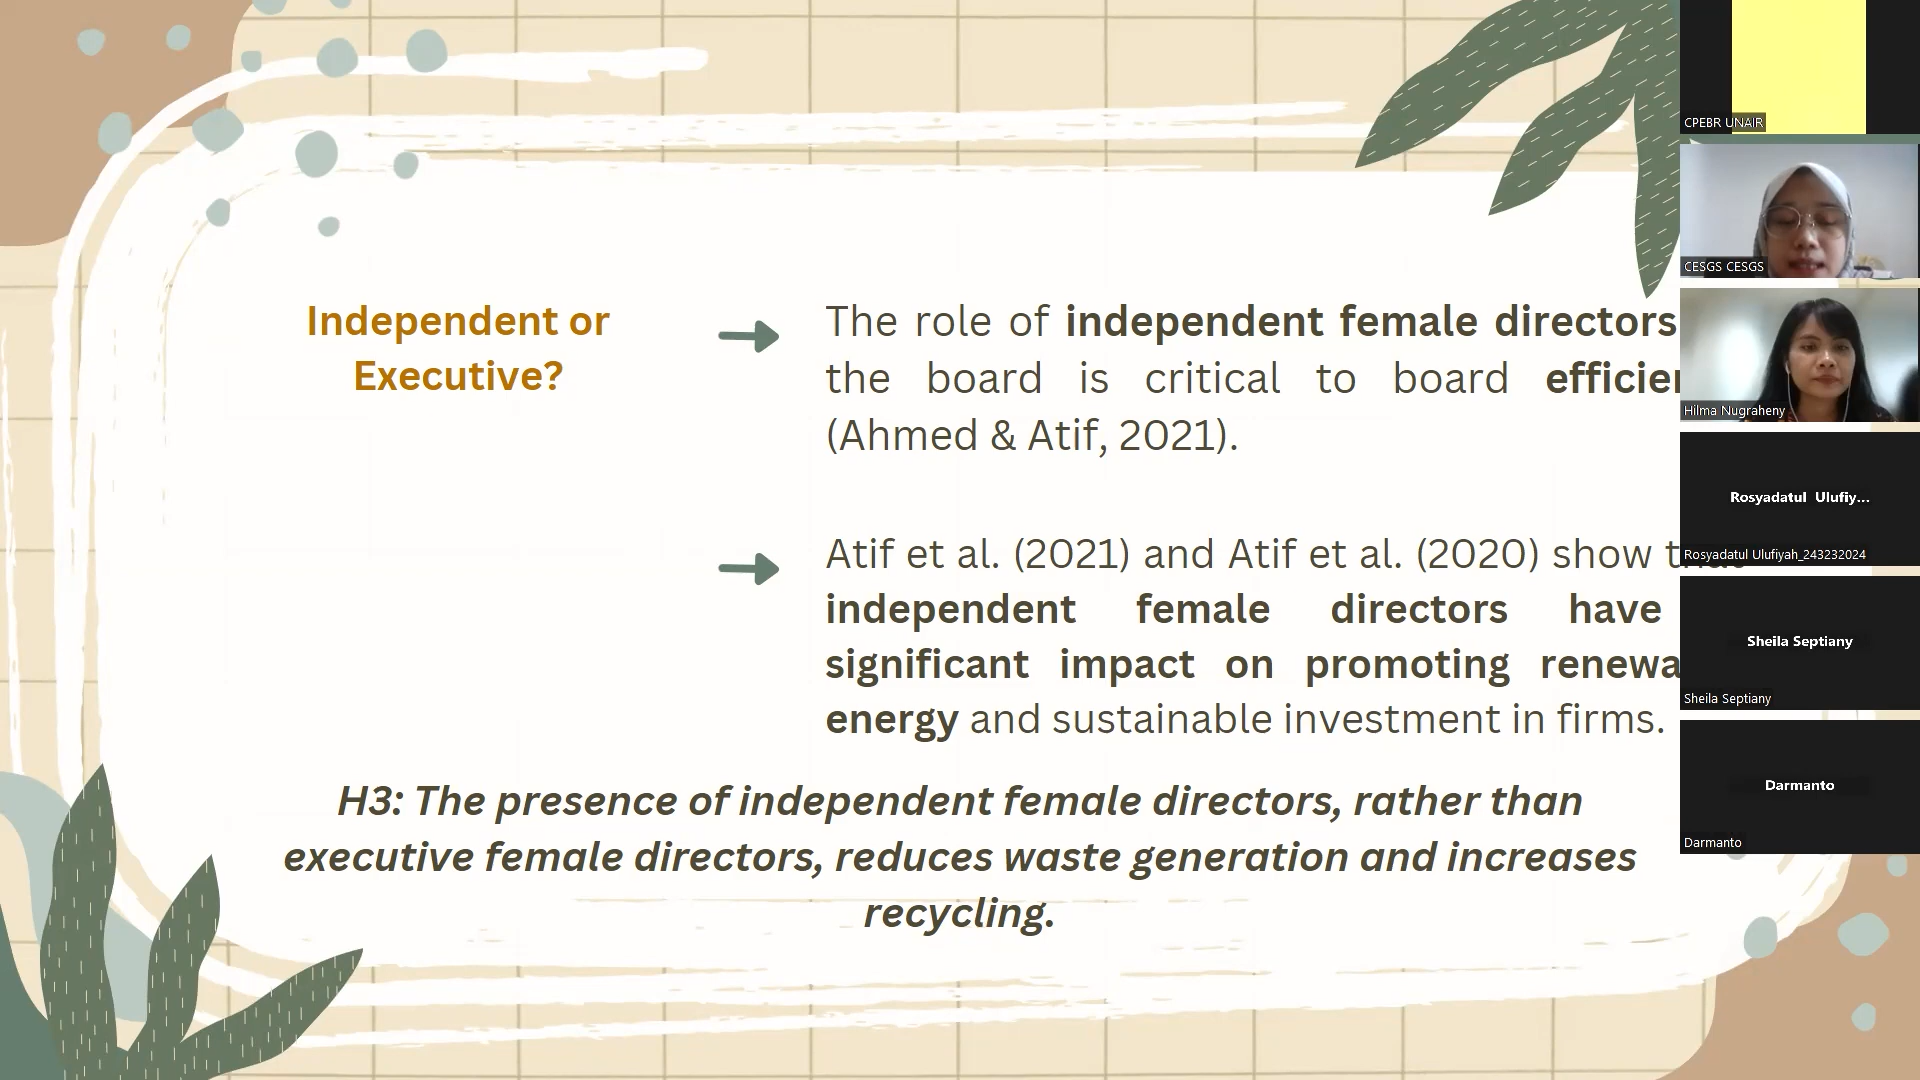 Independent or
Executive?
The role of independent female directors
the board is critical to board
(Ahmed & Atif, 2021).
Atif et al. (2021) and Atif et al. (2020) show
independent female directors have
significant impact on promoting
energy and sustainable investment in firms.
H3: The presence of independent female directors, rather than
executive female directors, reduces waste generation and increases
recycling.
CPEBR UNAIR
CESGS CESGS
Hilma Nugraheny
Rosyadatul Ulufiy...
Rosyadatul Ulufiyah_243232024
Sheila Septiany
Sheila Septiany
Darmanto
Darmanto